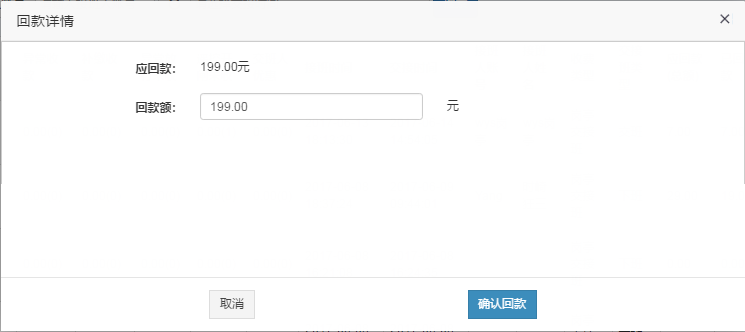 回款详情 ×
应回款： 199.00元
回款额： 199.00 元
取消 确认回款